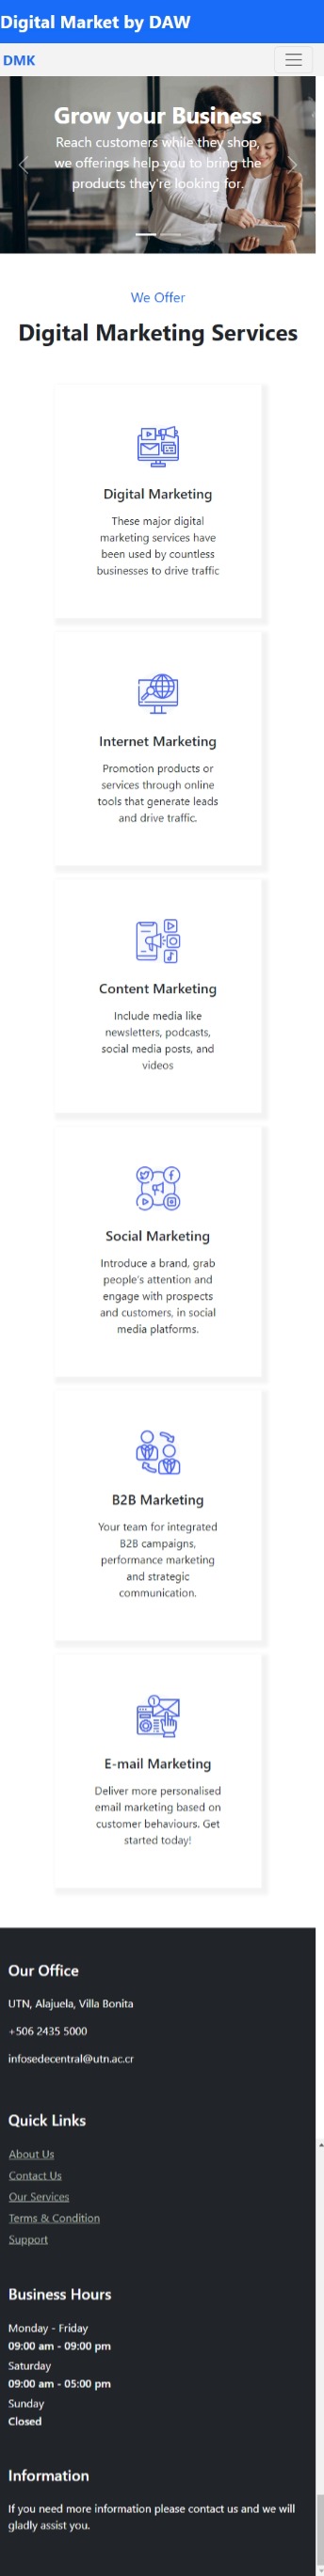 Digital Market by DAW
DMK
Grow your Business
Reach customers while they shop,
we offerings help you to bring the
products they're looking for.
We Offer
Digital Marketing Services
Digital Marketing
These major digital
marketing services have
been used by countless
businesses to drive traffic
Internet Marketing
Promotion products or
services through online
tools that generate leads
and drive traffic.
Content Marketing
Include media like
newsletters, podcasts,
social media posts, and
videos
Social Marketing
Introduce a brand, grab
people's attention and
engage with prospects
and customers, in social
media platforms.
B2B Marketing
Your team for integrated
B2B campaigns,
performance marketing
and strategic
communication.
E-mail Marketing
Deliver more personalised
email marketing based on
customer behaviours. Get
started today!
Our Office
UTN, Alajuela, Villa Bonita
+506 2435 5000
infosedecentral@utn.ac.cr
Quick Links
About Us
Contact Us
Our Services
Terms & Condition
Support
Business Hours
Monday - Friday
09:00 am - 09:00 pm
Saturday
09:00 am - 05:00 pm
Sunday
Closed
Information
If you need more information please contact us and we will
gladly assist you.